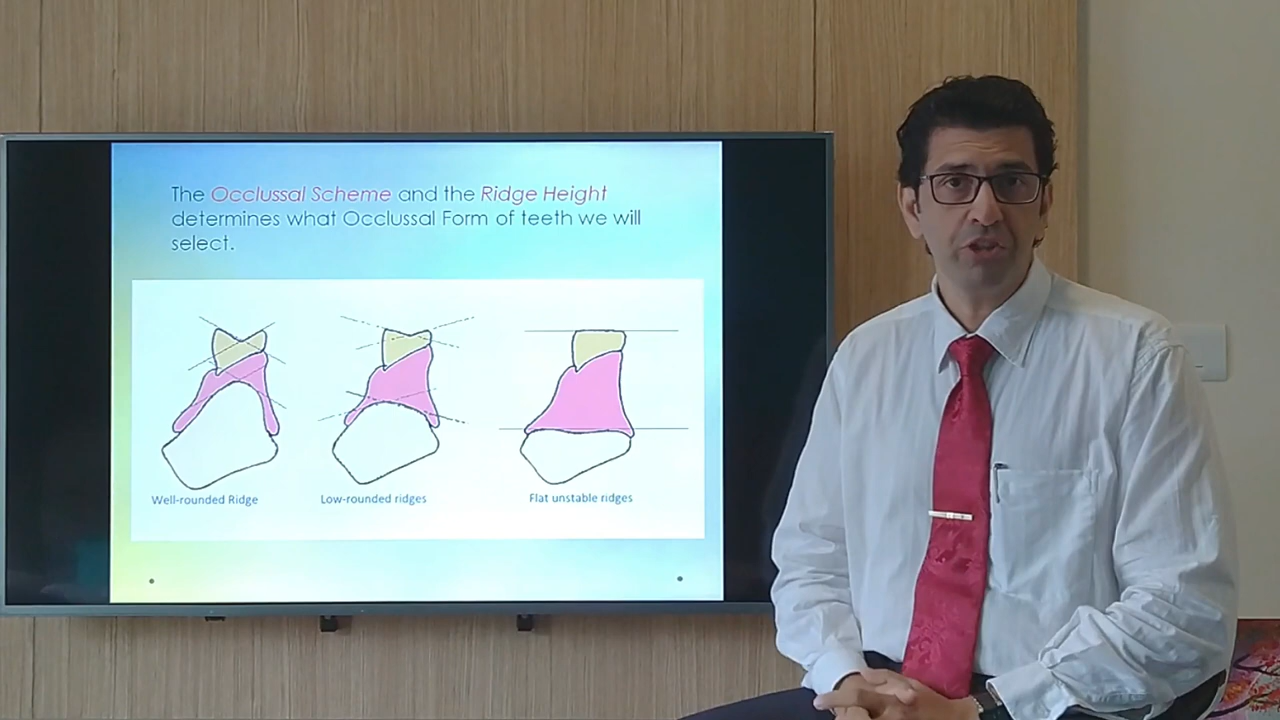 The Occlussal Scheme and the Ridge Height
determines what Occlussal Form of teeth we will
select.
Well-rounded Ridge
Low-rounded ridges
Flat unstable ridges